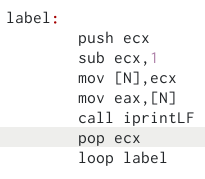 label:
push ecx
sub ecx,1
mov [N],ecx
mov eax,[N]
call iprintLF
pop ecx
loop label